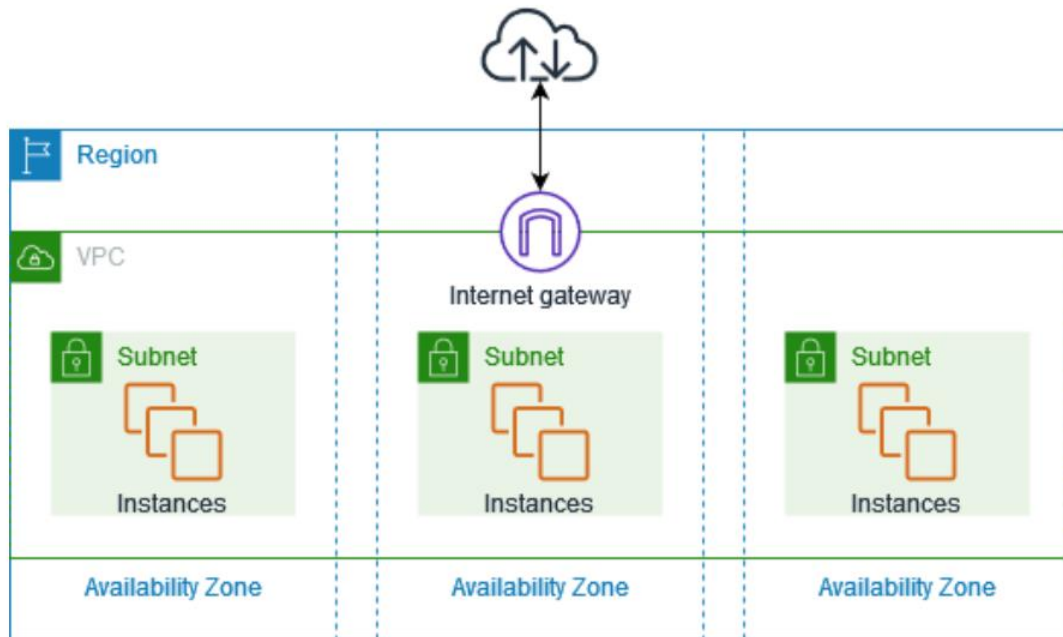 Region
VPC
Internet gateway
Subnet
Subnet
Subnet
Instances
Instances
Instances
Availability Zone
Availability Zone
Availability Zone